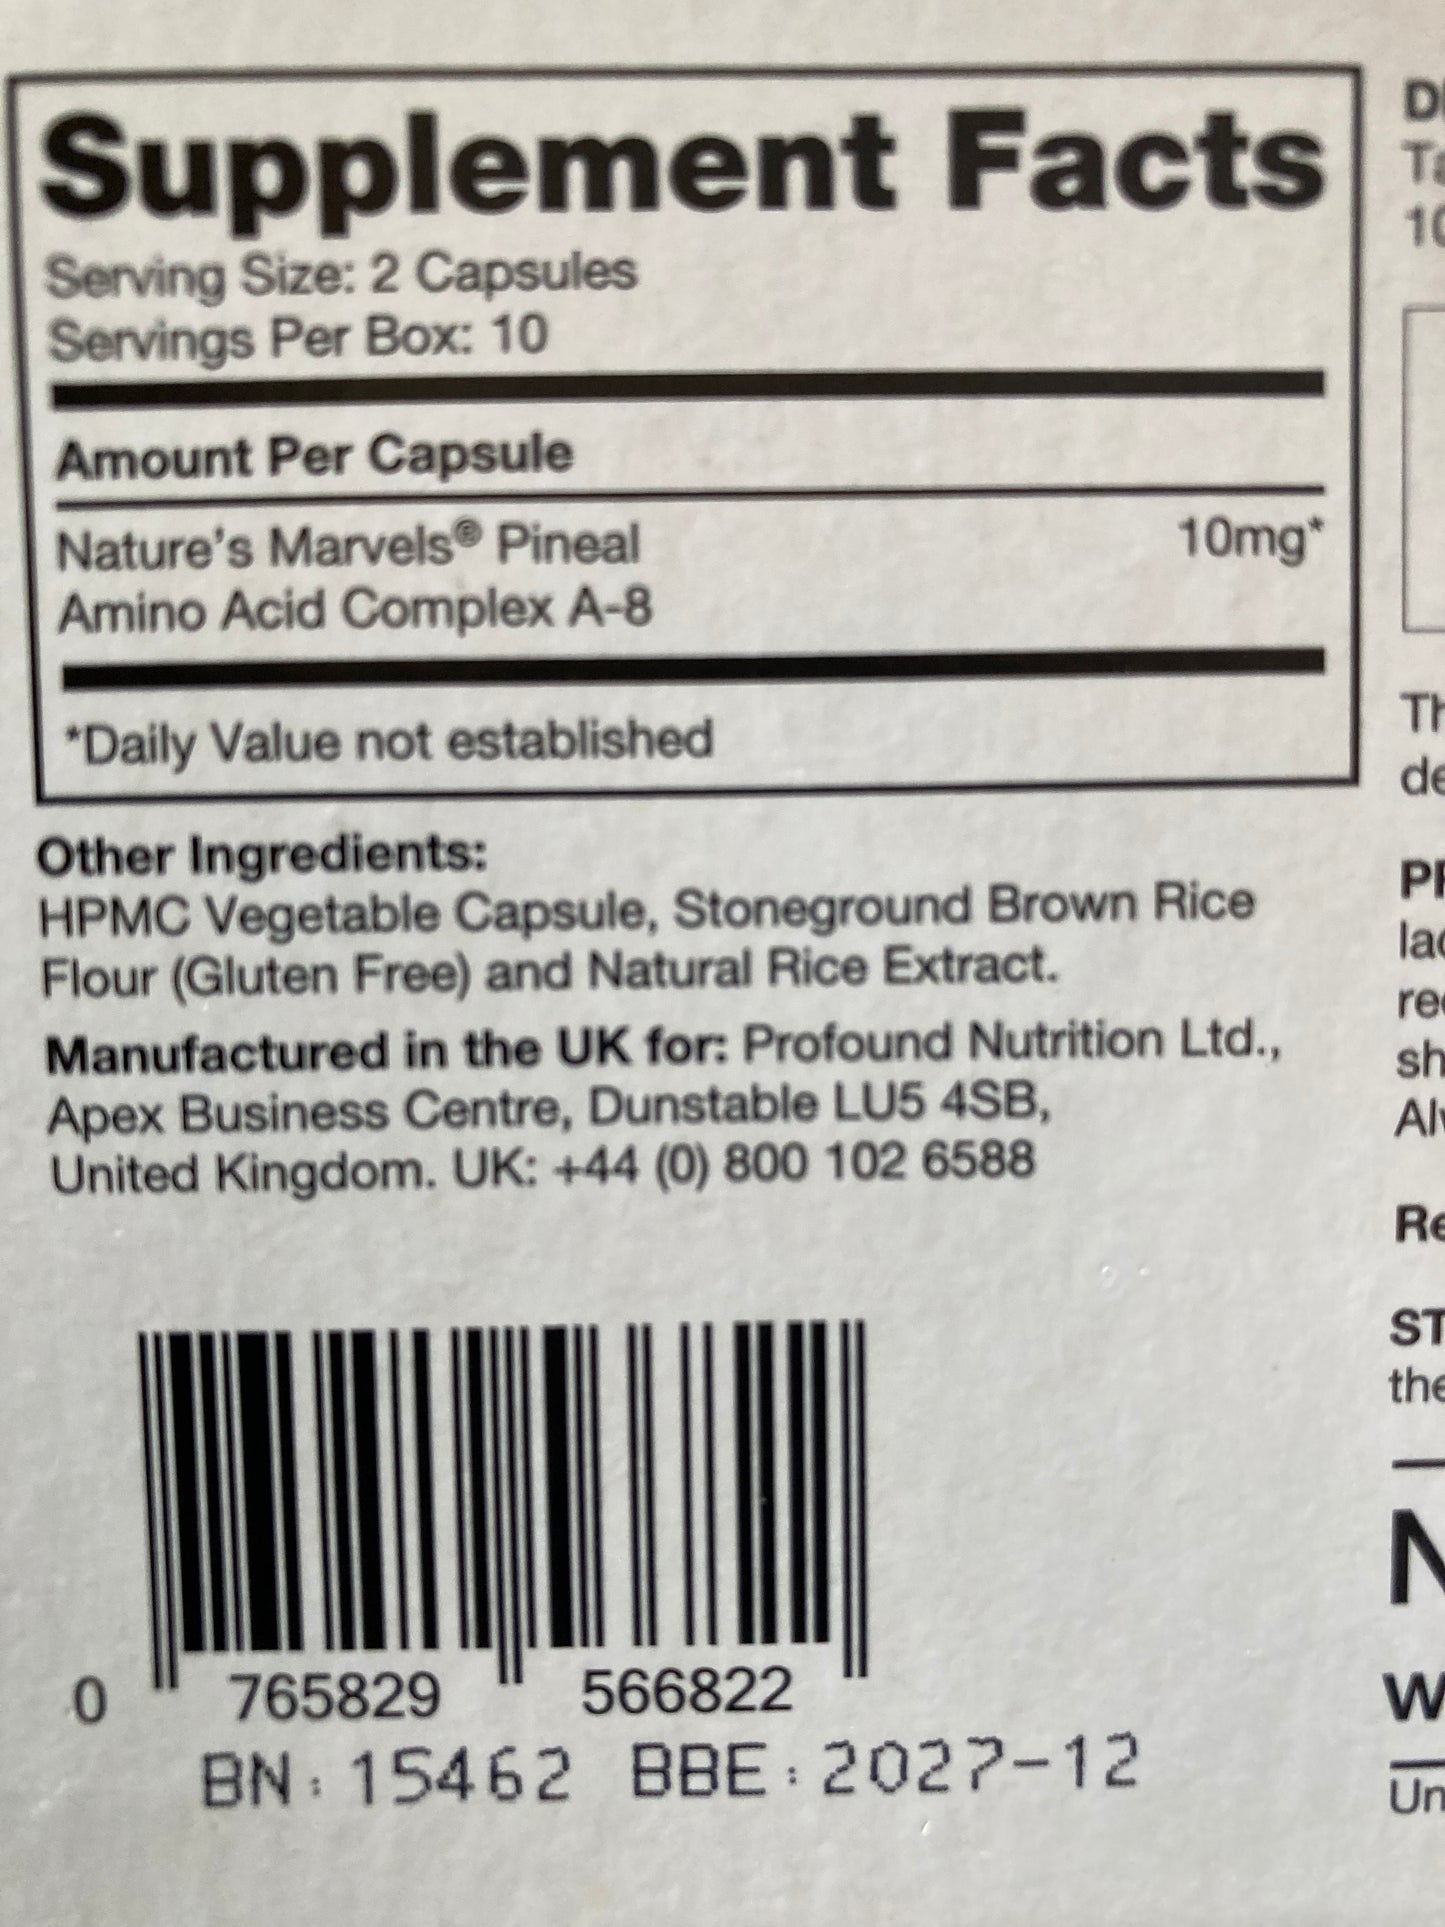 Supplement Facts
Serving Size: 2 Capsules
Servings Per Box: 10
Amount Per Capsule
Nature's Marvels® Pineal 10mg*
Amino Acid Complex A-8
*Daily Value not established
Other Ingredients:
HPMC Vegetable Capsule, Stoneground Brown Rice
Flour (Gluten Free) and Natural Rice Extract.
Manufactured in the UK for: Profound Nutrition Ltd.,
Apex Business Centre, Dunstable LU5 4SB,
United Kingdom. UK: +44 (0) 800 102 6588
0 765829 566822
BN: 15462 BBE: 2027-12